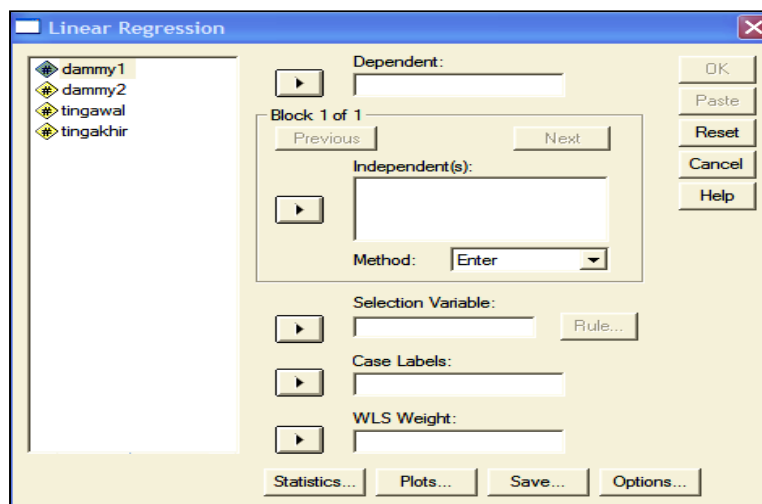 Linear Regression
dammy1
dammy2
tingawal
tingakhir
Dependent:
Block 1 of 1
Previous
Next
Independent(s):
Method:
Enter
Selection Variable:
Rule...
Case Labels:
WLS Weight:
OK
Paste
Reset
Cancel
Help
Statistics...
Plots...
Save...
Options...